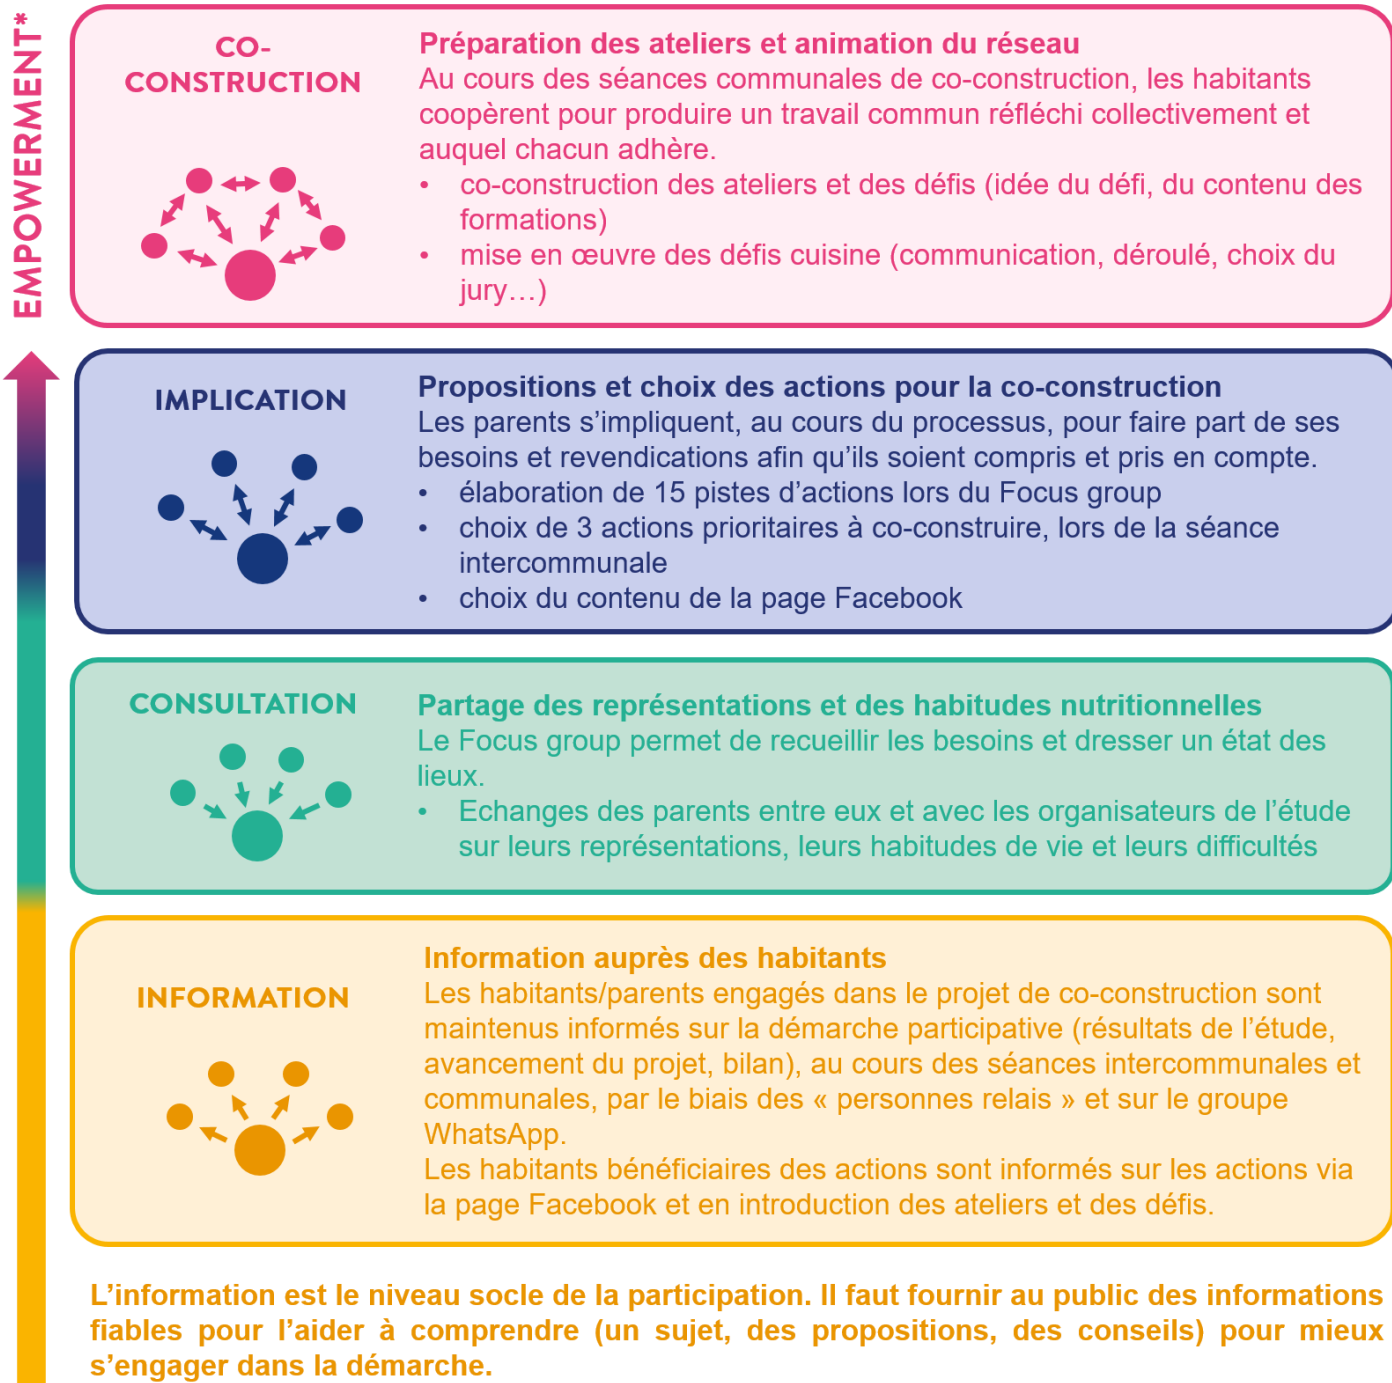 EMPOWERMENT*
CO-
CONSTRUCTION
Préparation des ateliers et animation du réseau
Au cours des séances communales de co-construction, les habitants
coopèrent pour produire un travail commun réfléchi collectivement et
auquel chacun adhère.
• co-construction des ateliers et des défis (idée du défi, du contenu des
formations)
• mise en œuvre des défis cuisine (communication, déroulé, choix du
jury…)
IMPLICATION
Propositions et choix des actions pour la co-construction
Les parents s’impliquent, au cours du processus, pour faire part de ses
besoins et revendications afin qu’ils soient compris et pris en compte.
• élaboration de 15 pistes d’actions lors du Focus group
• choix de 3 actions prioritaires à co-construire, lors de la séance
intercommunale
• choix du contenu de la page Facebook
CONSULTATION
Partage des représentations et des habitudes nutritionnelles
Le Focus group permet de recueillir les besoins et dresser un état des
lieux.
• Echanges des parents entre eux et avec les organisateurs de l’étude
sur leurs représentations, leurs habitudes de vie et leurs difficultés
INFORMATION
Information auprès des habitants
Les habitants/parents engagés dans le projet de co-construction sont
maintenus informés sur la démarche participative (résultats de l’étude,
avancement du projet, bilan), au cours des séances intercommunales et
communales, par le biais des « personnes relais » et sur le groupe
WhatsApp.
Les habitants bénéficiaires des actions sont informés sur les actions via
la page Facebook et en introduction des ateliers et des défis.
L’information est le niveau socle de la participation. Il faut fournir au public des informations
fiables pour l’aider à comprendre (un sujet, des propositions, des conseils) pour mieux
s’engager dans la démarche.